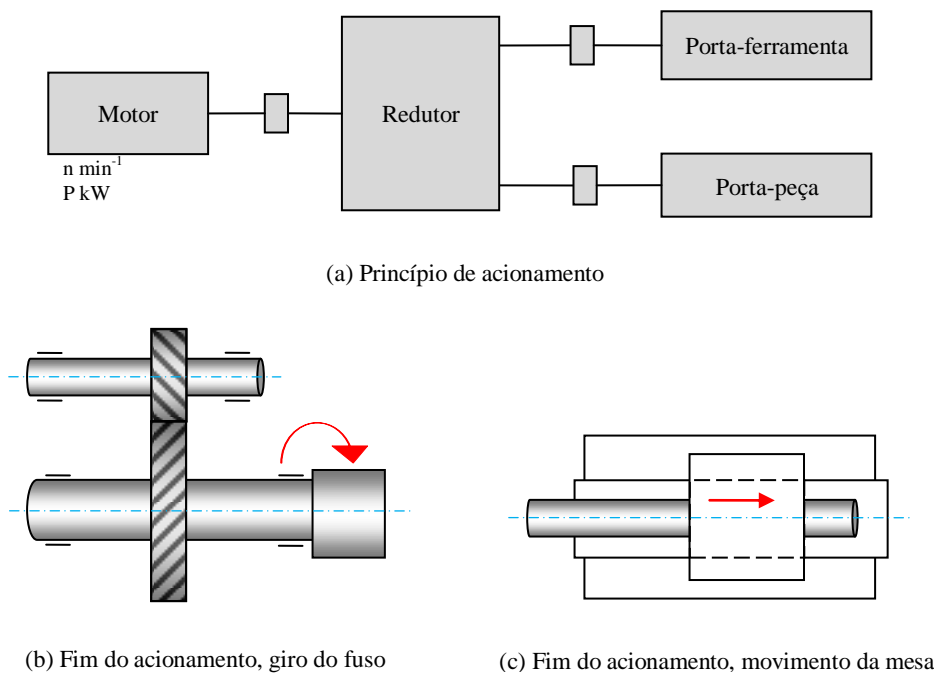 Porta-ferramenta
Motor
Redutor
n min⁻¹
P kW
Porta-peça
(a) Princípio de acionamento
(b) Fim do acionamento, giro do fuso
(c) Fim do acionamento, movimento da mesa